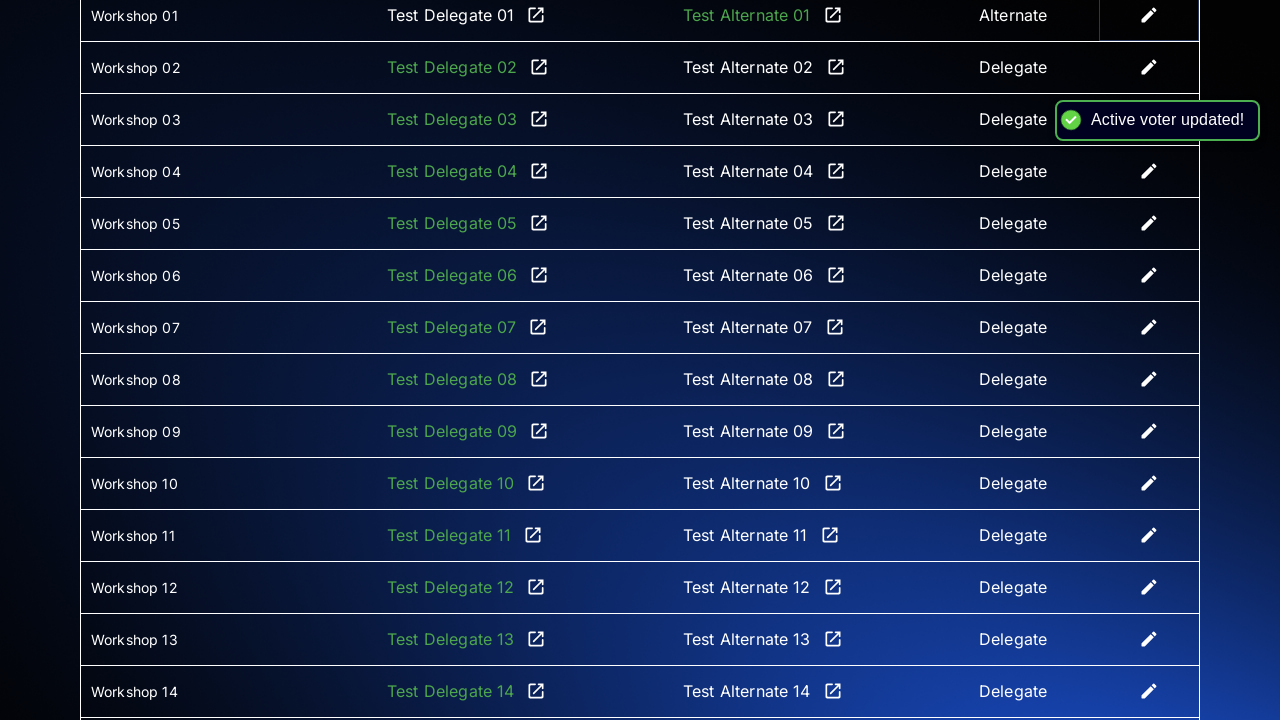 Workshop 01 Test Delegate 01 Test Alternate 01 Alternate
Workshop 02 Test Delegate 02 Test Alternate 02 Delegate
Workshop 03 Test Delegate 03 Test Alternate 03 Delegate
Active voter updated!
Workshop 04 Test Delegate 04 Test Alternate 04 Delegate
Workshop 05 Test Delegate 05 Test Alternate 05 Delegate
Workshop 06 Test Delegate 06 Test Alternate 06 Delegate
Workshop 07 Test Delegate 07 Test Alternate 07 Delegate
Workshop 08 Test Delegate 08 Test Alternate 08 Delegate
Workshop 09 Test Delegate 09 Test Alternate 09 Delegate
Workshop 10 Test Delegate 10 Test Alternate 10 Delegate
Workshop 11 Test Delegate 11 Test Alternate 11 Delegate
Workshop 12 Test Delegate 12 Test Alternate 12 Delegate
Workshop 13 Test Delegate 13 Test Alternate 13 Delegate
Workshop 14 Test Delegate 14 Test Alternate 14 Delegate